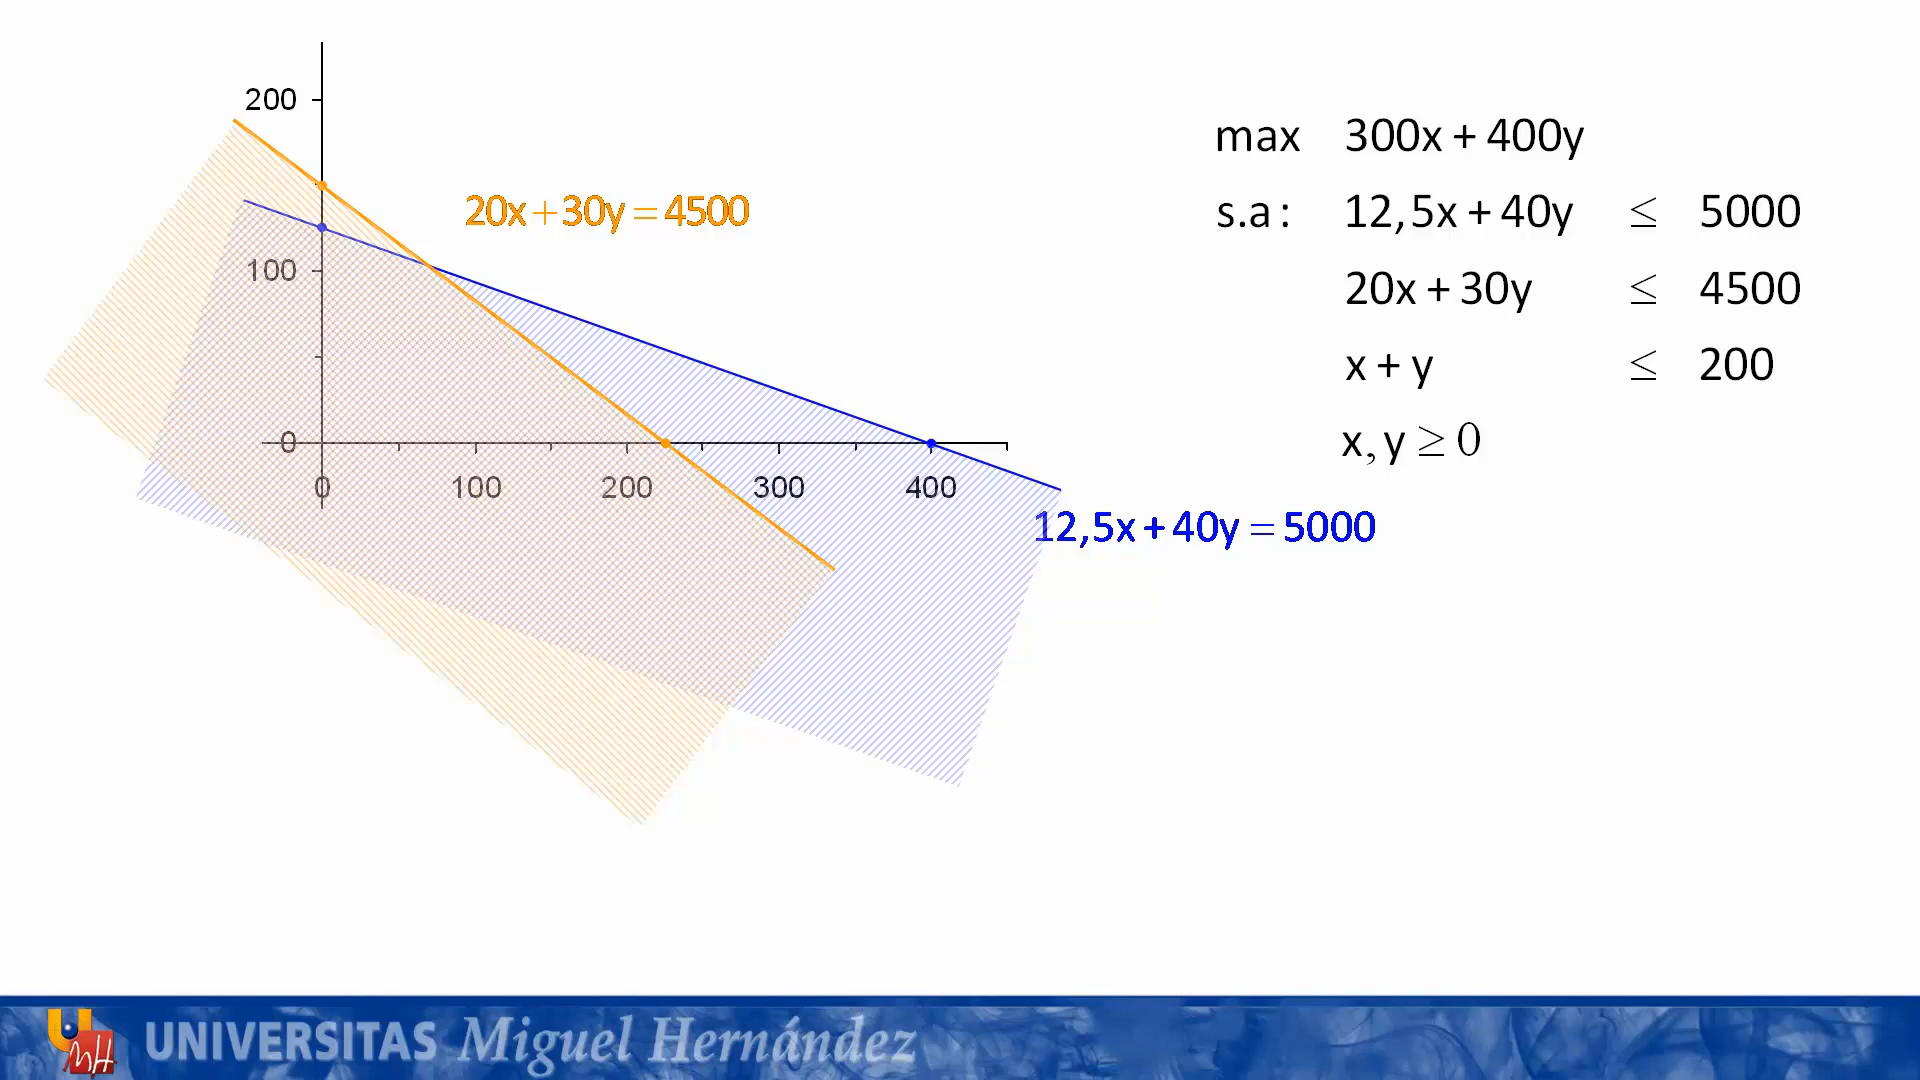 200
20x + 30y = 4500
100
0
0 100 200 300 400
12,5x + 40y = 5000
max 300x + 400y
s.a : 12,5x + 40y ≤ 5000
20x + 30y ≤ 4500
x + y ≤ 200
x, y ≥ 0
UNIVERSITAS Miguel Hernández